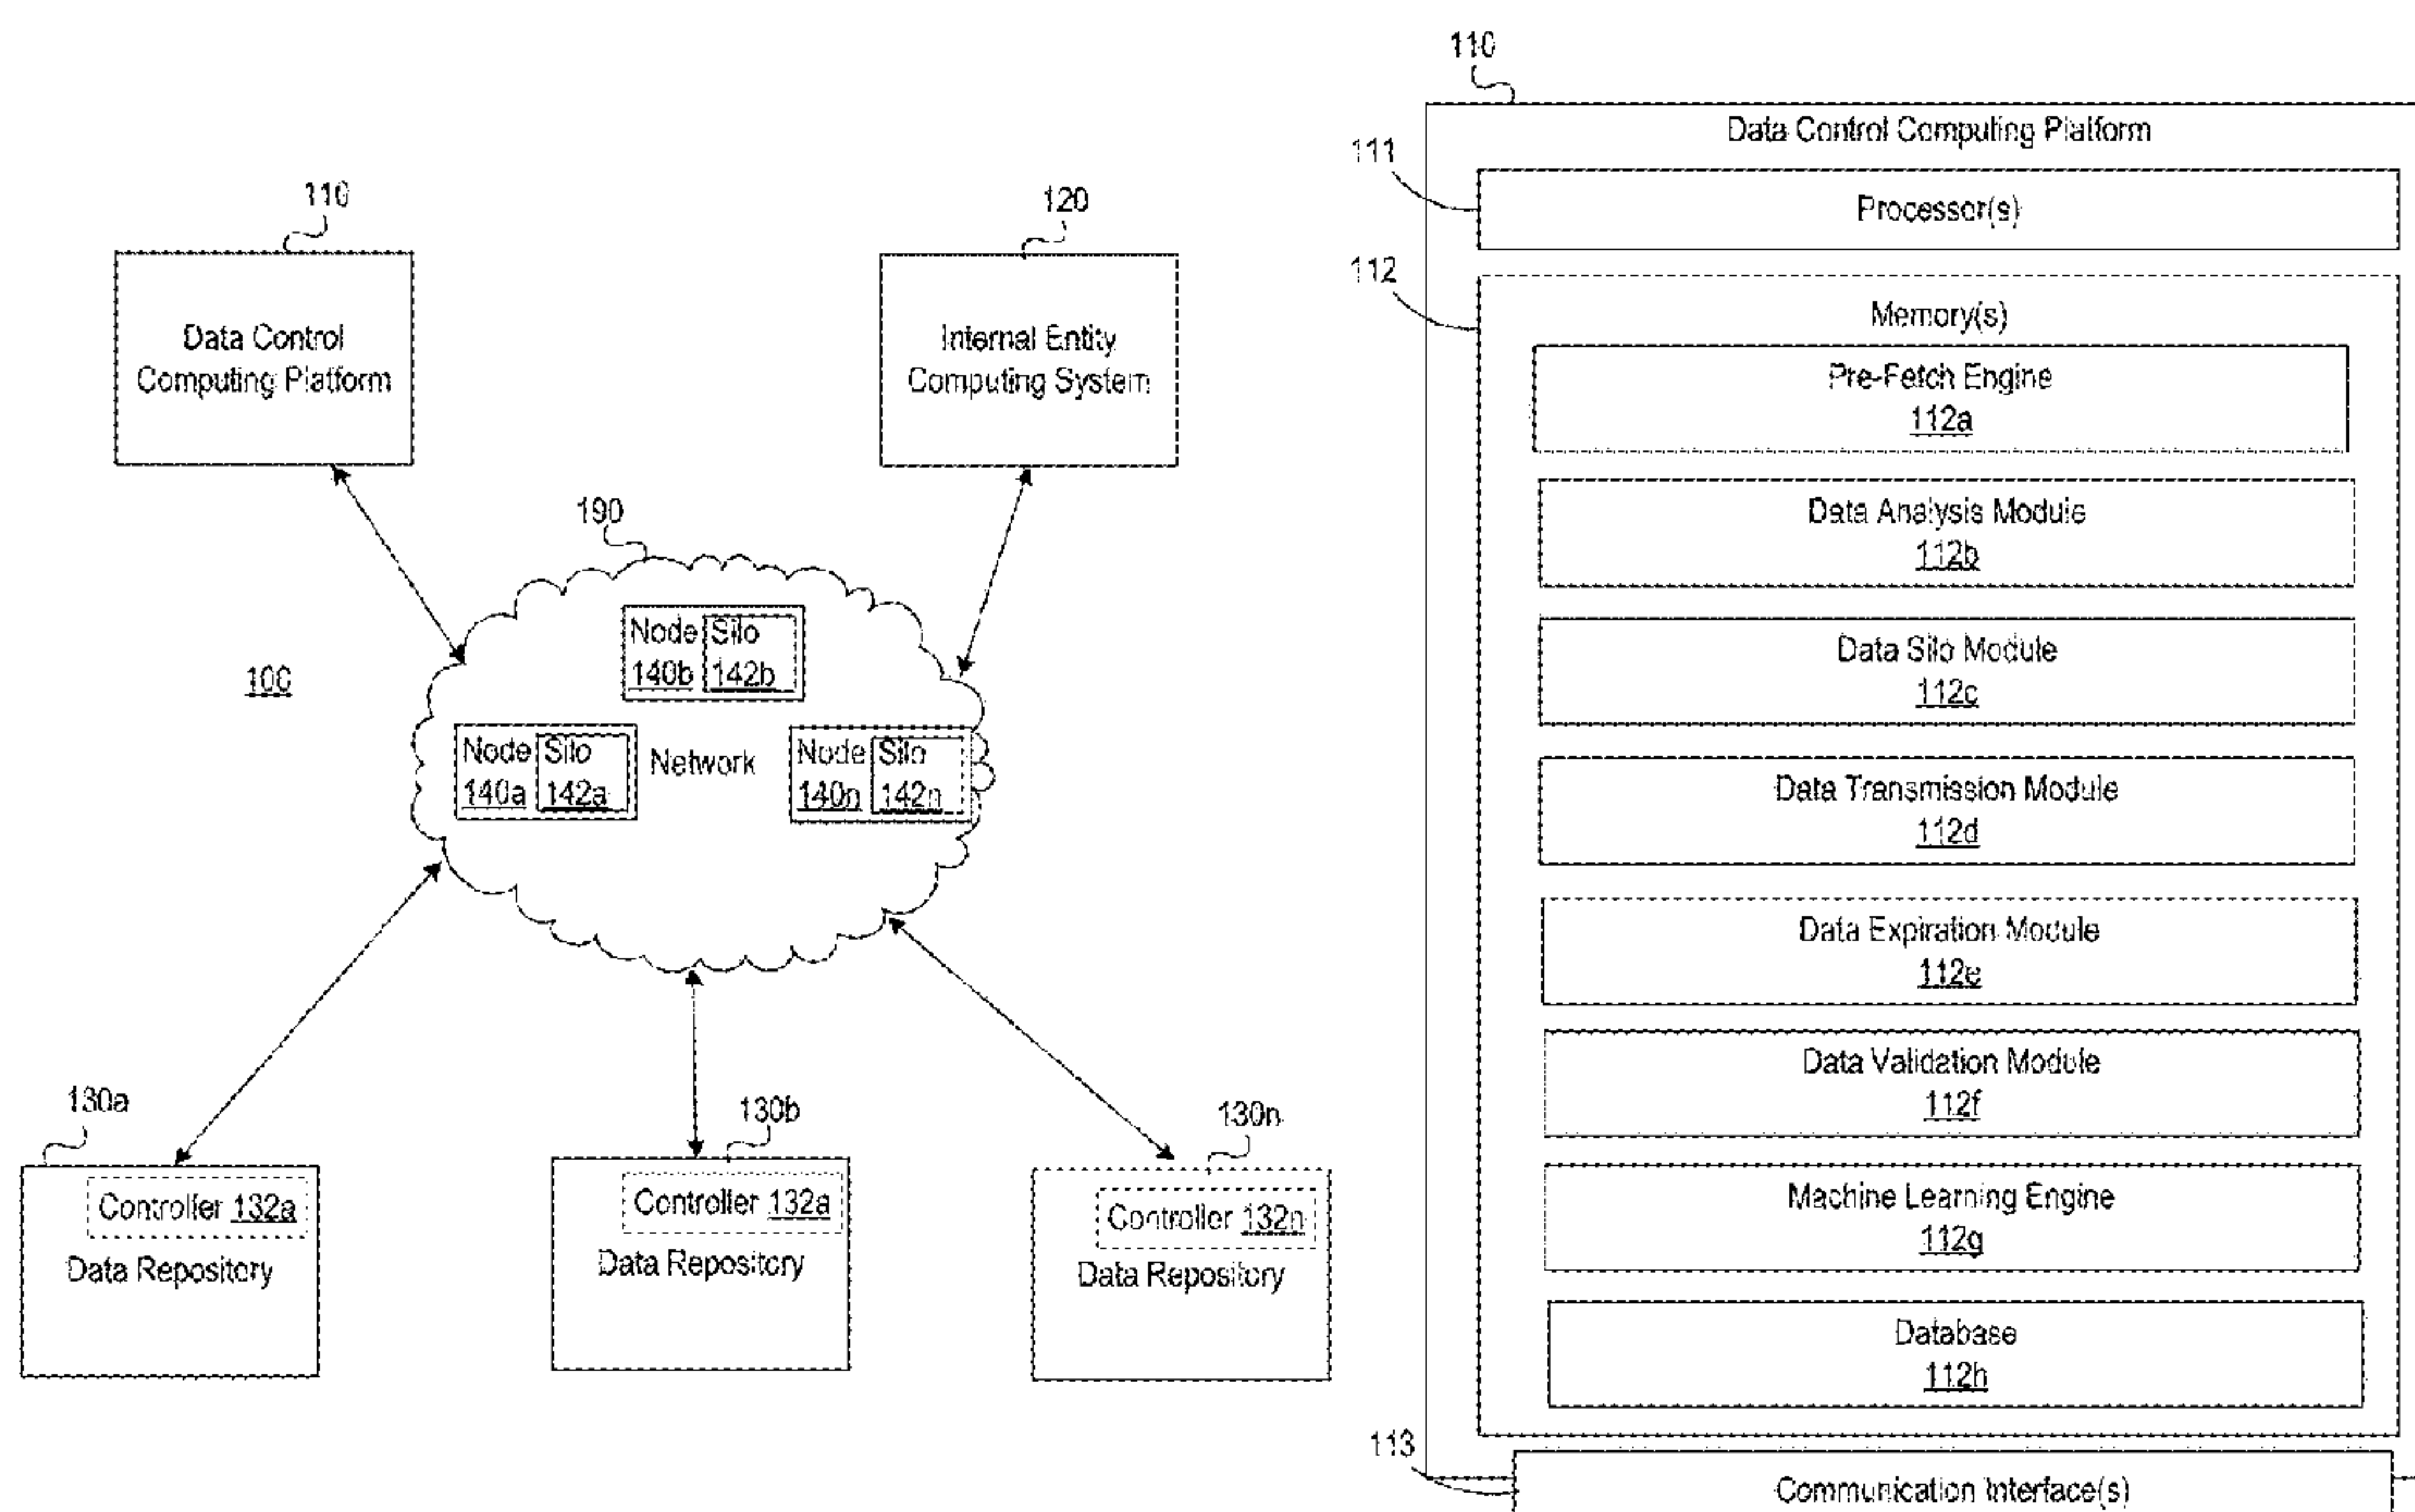 110
120
Data Control
Computing Platform
Internal Entity
Computing System
190
100
Node Silo
140b 142b
Node Silo
140a 142a
Network
Node Silo
140n 142n
130a
130b
130n
Controller 132a
Data Repository
Controller 132a
Data Repository
Controller 132n
Data Repository
110
Data Control Computing Platform
111
Processor(s)
112
Memory(s)
Pre-Fetch Engine
112a
Data Analysis Module
112b
Data Silo Module
112c
Data Transmission Module
112d
Data Expiration Module
112e
Data Validation Module
112f
Machine Learning Engine
112g
Database
112h
113
Communication Interface(s)